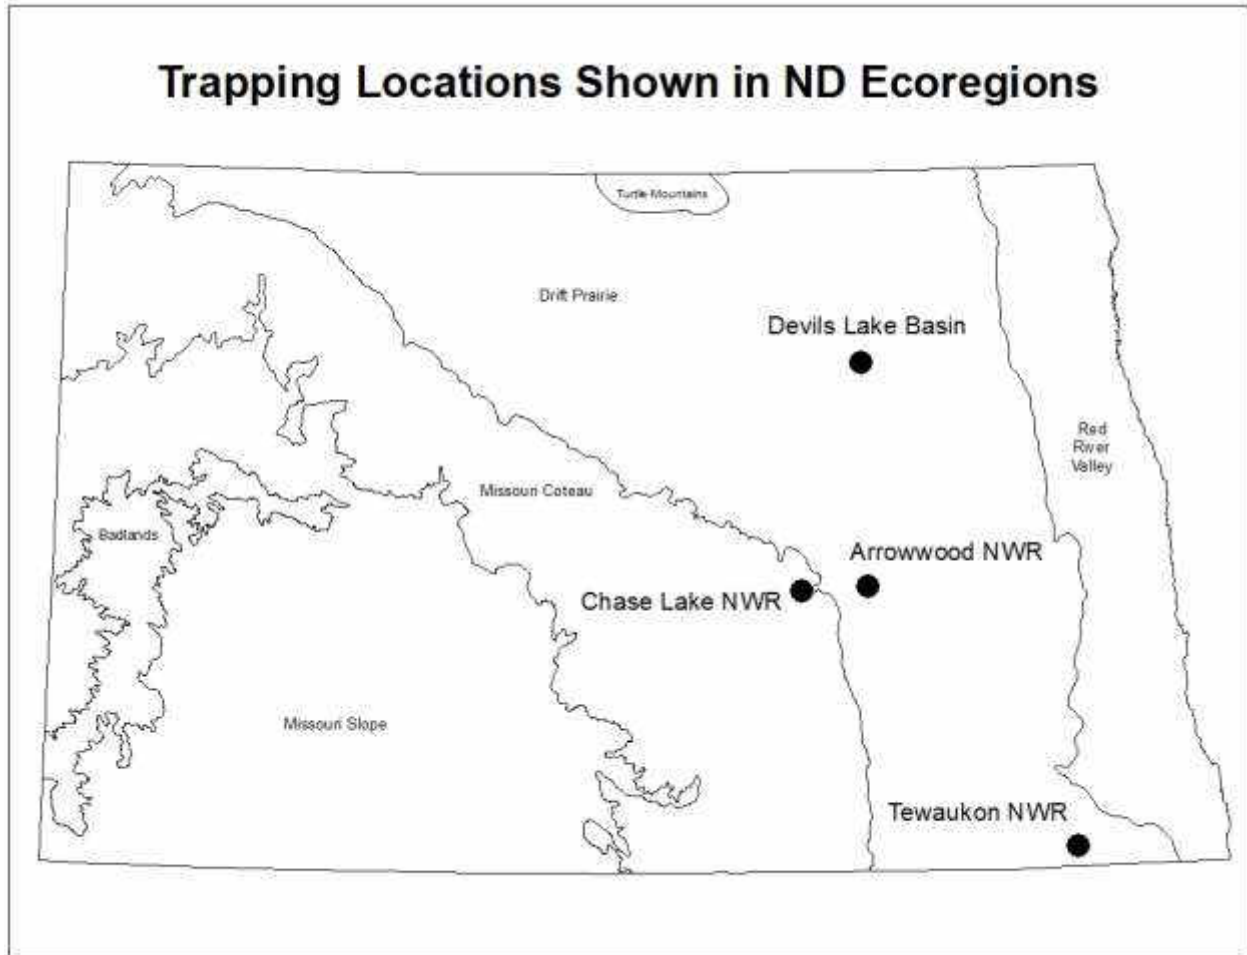 Trapping Locations Shown in ND Ecoregions
Turtle Mountains
Drift Prairie
Devils Lake Basin
Red
River
Valley
Missouri Coteau
Badlands
Arrowwood NWR
Chase Lake NWR
Missouri Slope
Tewaukon NWR